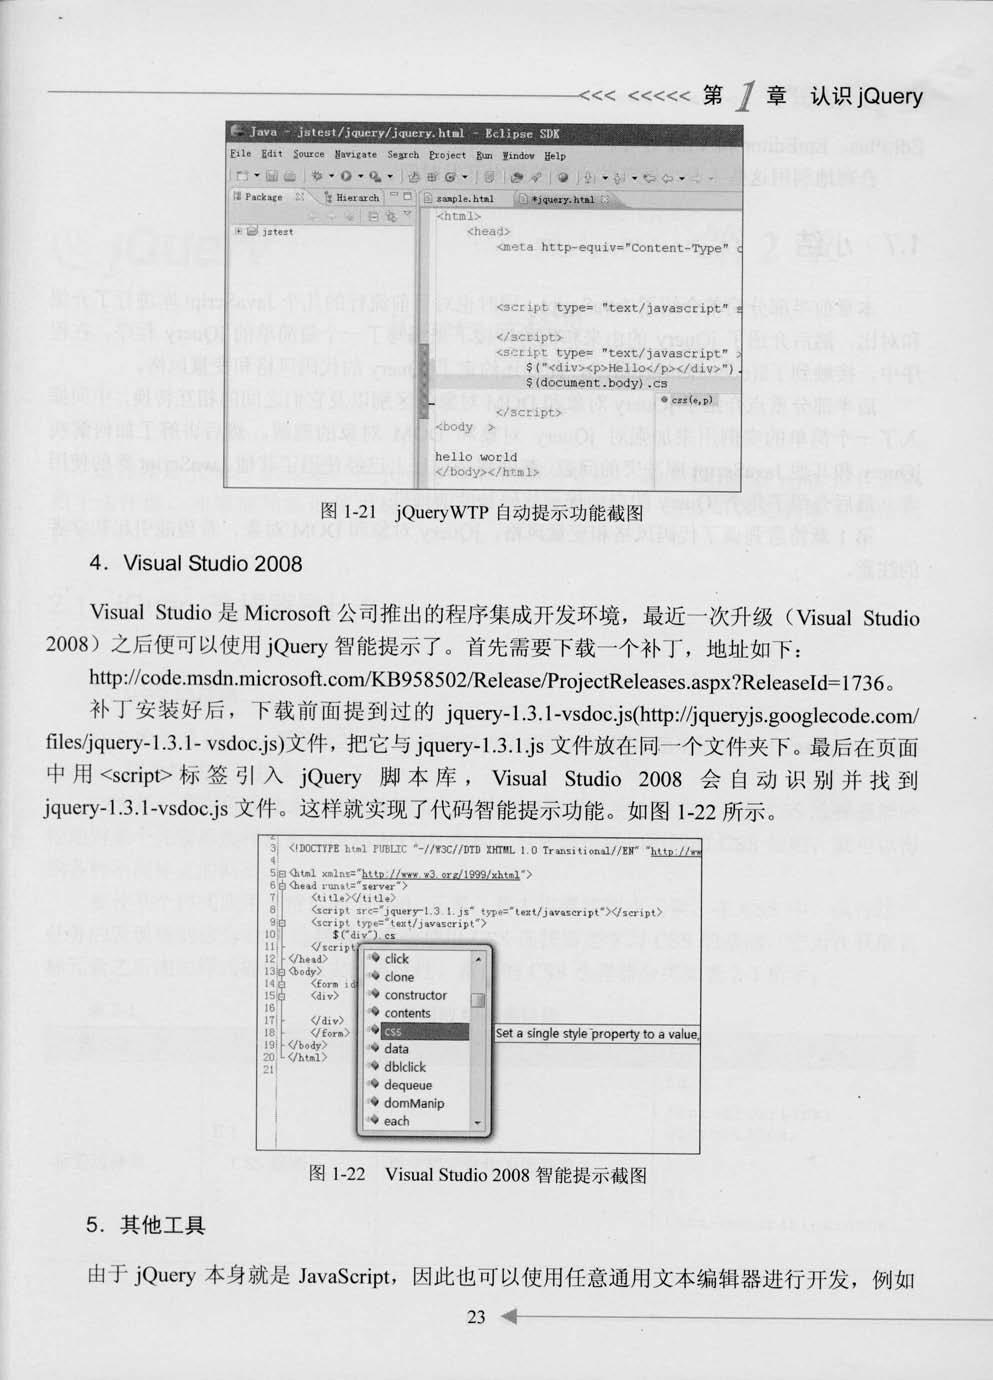 <<< <<<<< 第 1 章 认识 jQuery
Java - jstest/jquery/jquery.html - Eclipse SDK
File Edit Source Navigate Search Project Run Window Help
Package Hierarch sample.html *jquery.html
jstest
<html>
<head>
<meta http-equiv="Content-Type" c
<script type= "text/javascript" s
</script>
<script type= "text/javascript" >
$("<div><p>Hello</p></div>").
$(document.body).cs
css(e,p)
</script>
<body >
hello world
</body></html>
图 1-21 jQueryWTP 自动提示功能截图
4．Visual Studio 2008
Visual Studio 是 Microsoft 公司推出的程序集成开发环境，最近一次升级（Visual Studio
2008）之后便可以使用 jQuery 智能提示了。首先需要下载一个补丁，地址如下：
http://code.msdn.microsoft.com/KB958502/Release/ProjectReleases.aspx?ReleaseId=1736。
补丁安装好后，下载前面提到过的 jquery-1.3.1-vsdoc.js(http://jqueryjs.googlecode.com/
files/jquery-1.3.1- vsdoc.js)文件，把它与 jquery-1.3.1.js 文件放在同一个文件夹下。最后在页面
中用<script>标签引入 jQuery 脚本库，Visual Studio 2008 会自动识别并找到
jquery-1.3.1-vsdoc.js 文件。这样就实现了代码智能提示功能。如图 1-22 所示。
3 <!DOCTYPE html PUBLIC "-//W3C//DTD XHTML 1.0 Transitional//EN" "http://ww
4
5 <html xmlns="http://www.w3.org/1999/xhtml">
6 <head runat="server">
7 <title></title>
8 <script src="jquery-1.3.1.js" type="text/javascript"></script>
9 <script type="text/javascript">
10 $("div").cs
11 </script
12 </head>
13 <body>
14 <form id
15 <div>
16
17 </div>
18 </form>
19 </body>
20 </html>
21
click
clone
constructor
contents
css Set a single style property to a value,
data
dblclick
dequeue
domManip
each
图 1-22 Visual Studio 2008 智能提示截图
5．其他工具
由于 jQuery 本身就是 JavaScript，因此也可以使用任意通用文本编辑器进行开发，例如
23